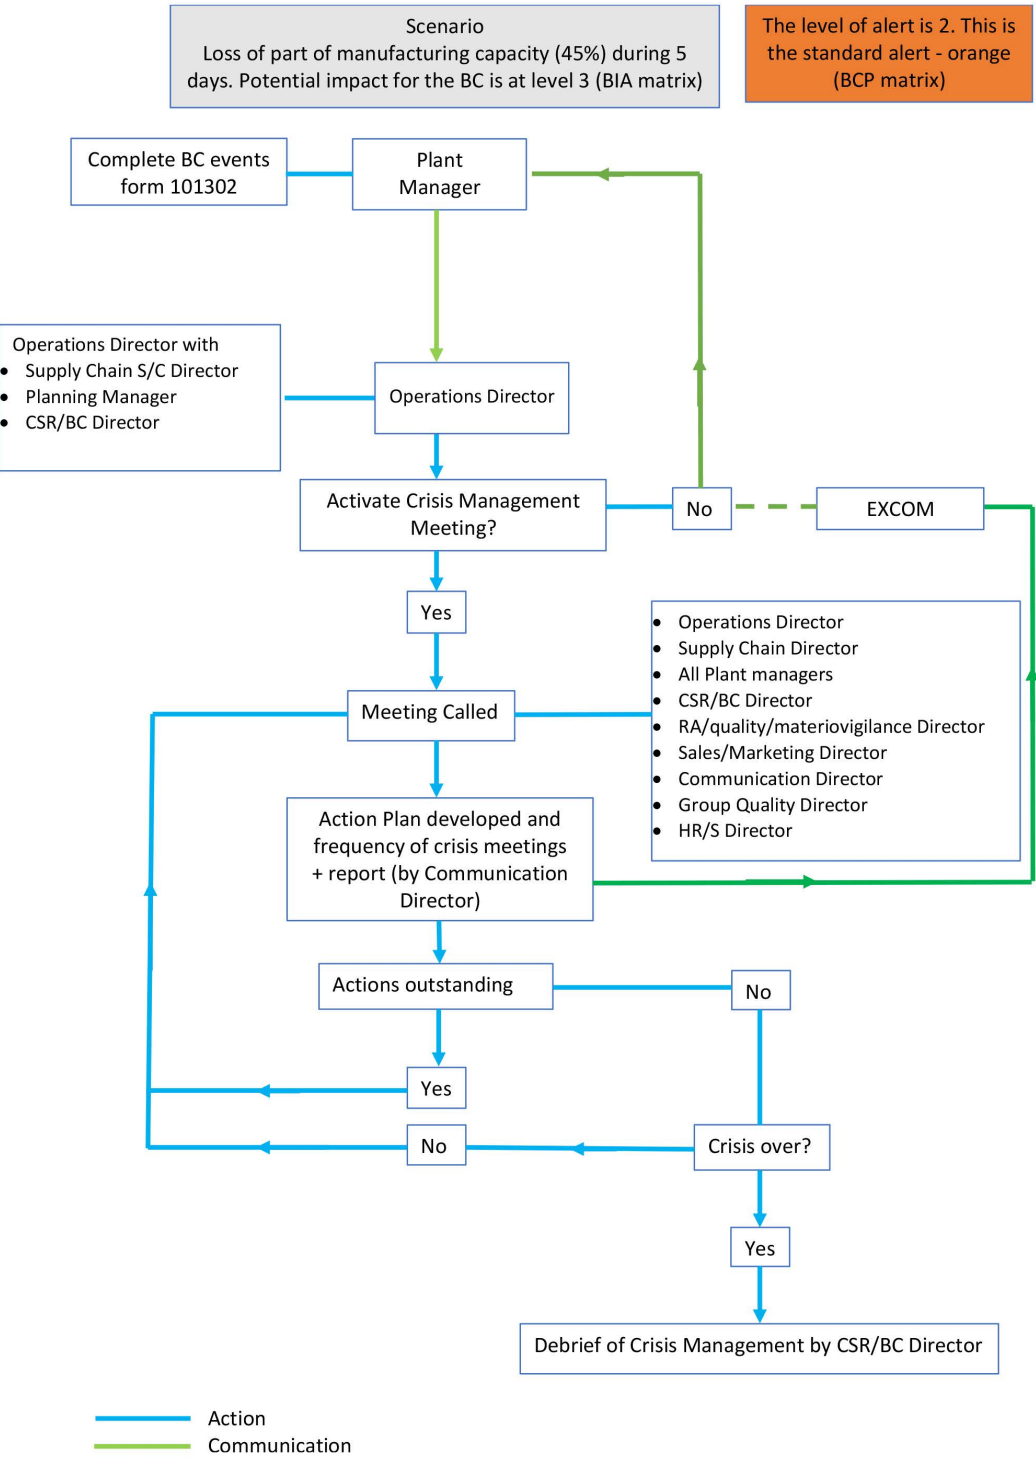 Scenario
Loss of part of manufacturing capacity (45%) during 5
days. Potential impact for the BC is at level 3 (BIA matrix)
The level of alert is 2. This is
the standard alert - orange
(BCP matrix)
Complete BC events
form 101302
Plant
Manager
Operations Director with
• Supply Chain S/C Director
• Planning Manager
• CSR/BC Director
Operations Director
Activate Crisis Management
Meeting?
No
EXCOM
Yes
• Operations Director
• Supply Chain Director
• All Plant managers
• CSR/BC Director
• RA/quality/materiovigilance Director
• Sales/Marketing Director
• Communication Director
• Group Quality Director
• HR/S Director
Meeting Called
Action Plan developed and
frequency of crisis meetings
+ report (by Communication
Director)
Actions outstanding
No
Yes
No
Crisis over?
Yes
Debrief of Crisis Management by CSR/BC Director
Action
Communication